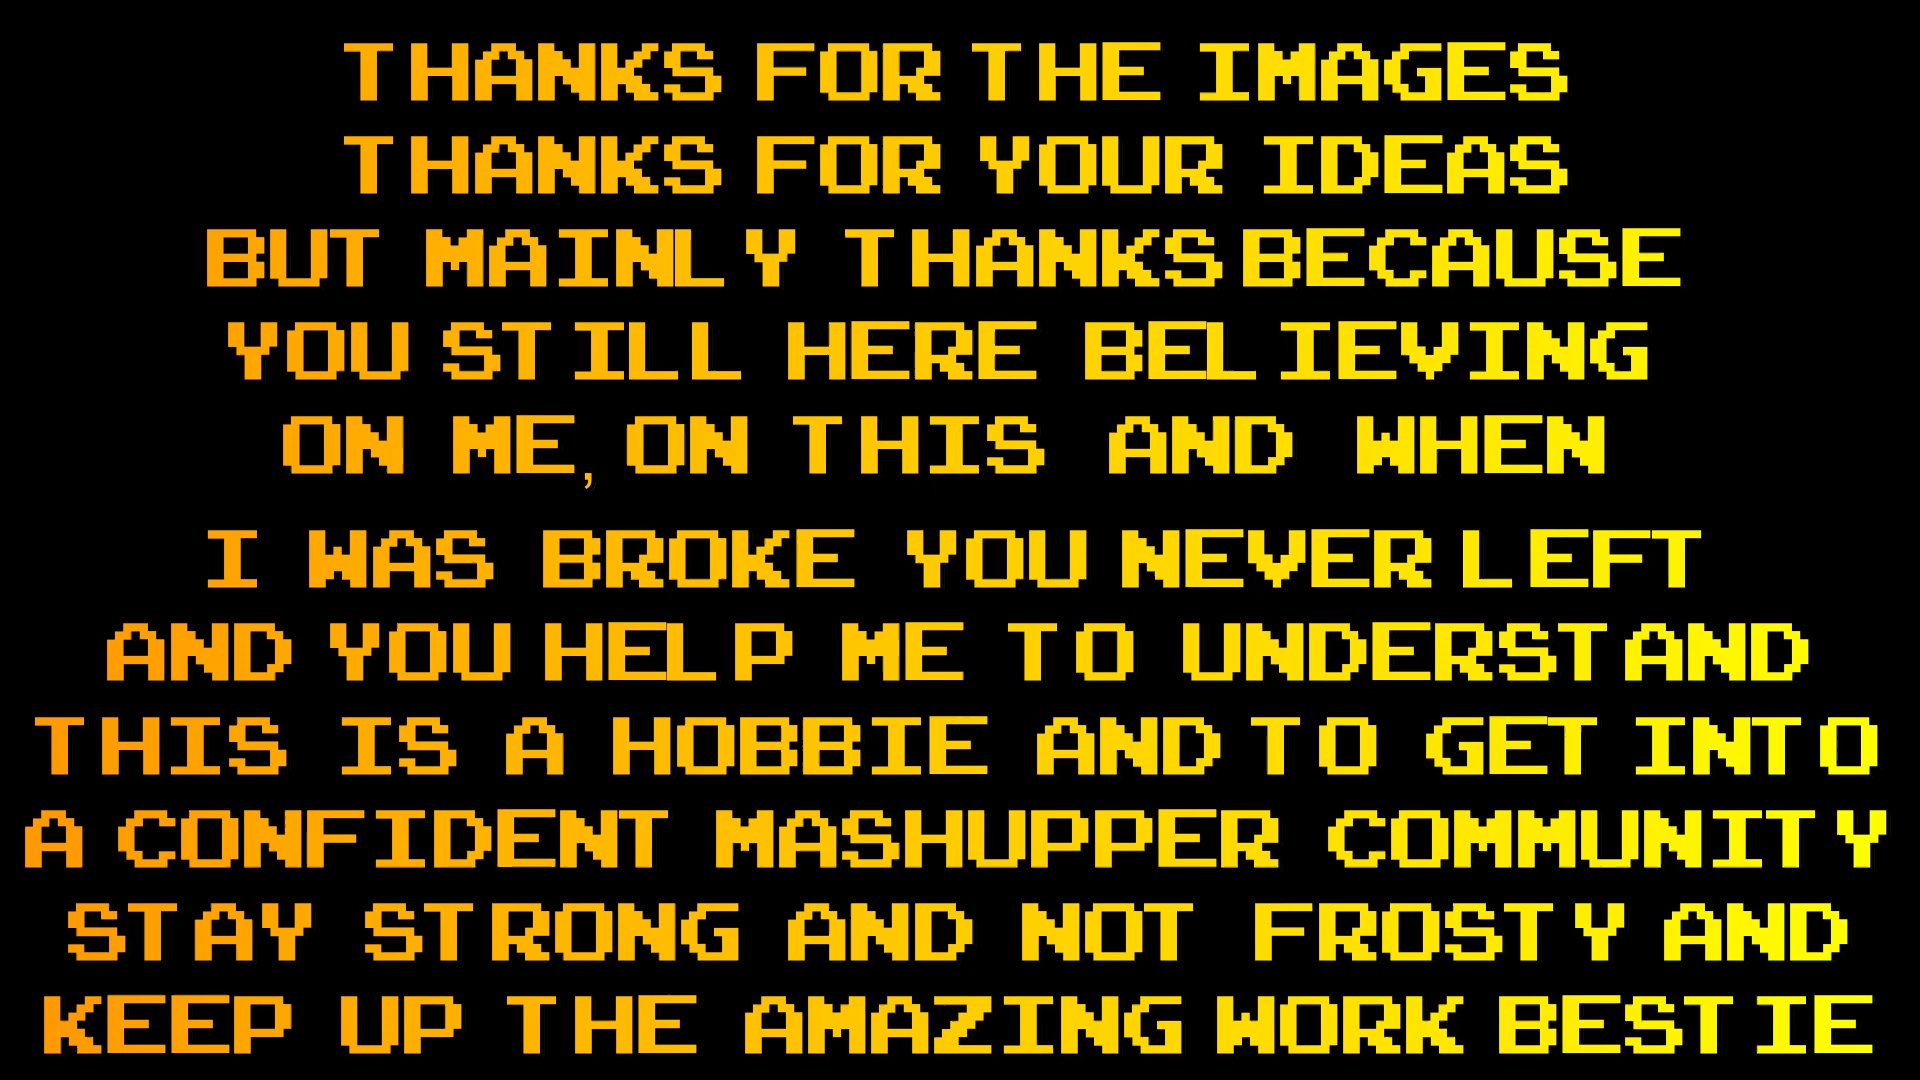 THANKS FOR THE IMAGES
THANKS FOR YOUR IDEAS
BUT MAINLY THANKS BECAUSE
YOU STILL HERE BELIEVING
ON ME, ON THIS AND WHEN
I WAS BROKE YOU NEVER LEFT
AND YOU HELP ME TO UNDERSTAND
THIS IS A HOBBIE AND TO GET INTO
A CONFIDENT MASHUPPER COMMUNITY
STAY STRONG AND NOT FROSTY AND
KEEP UP THE AMAZING WORK BESTIE